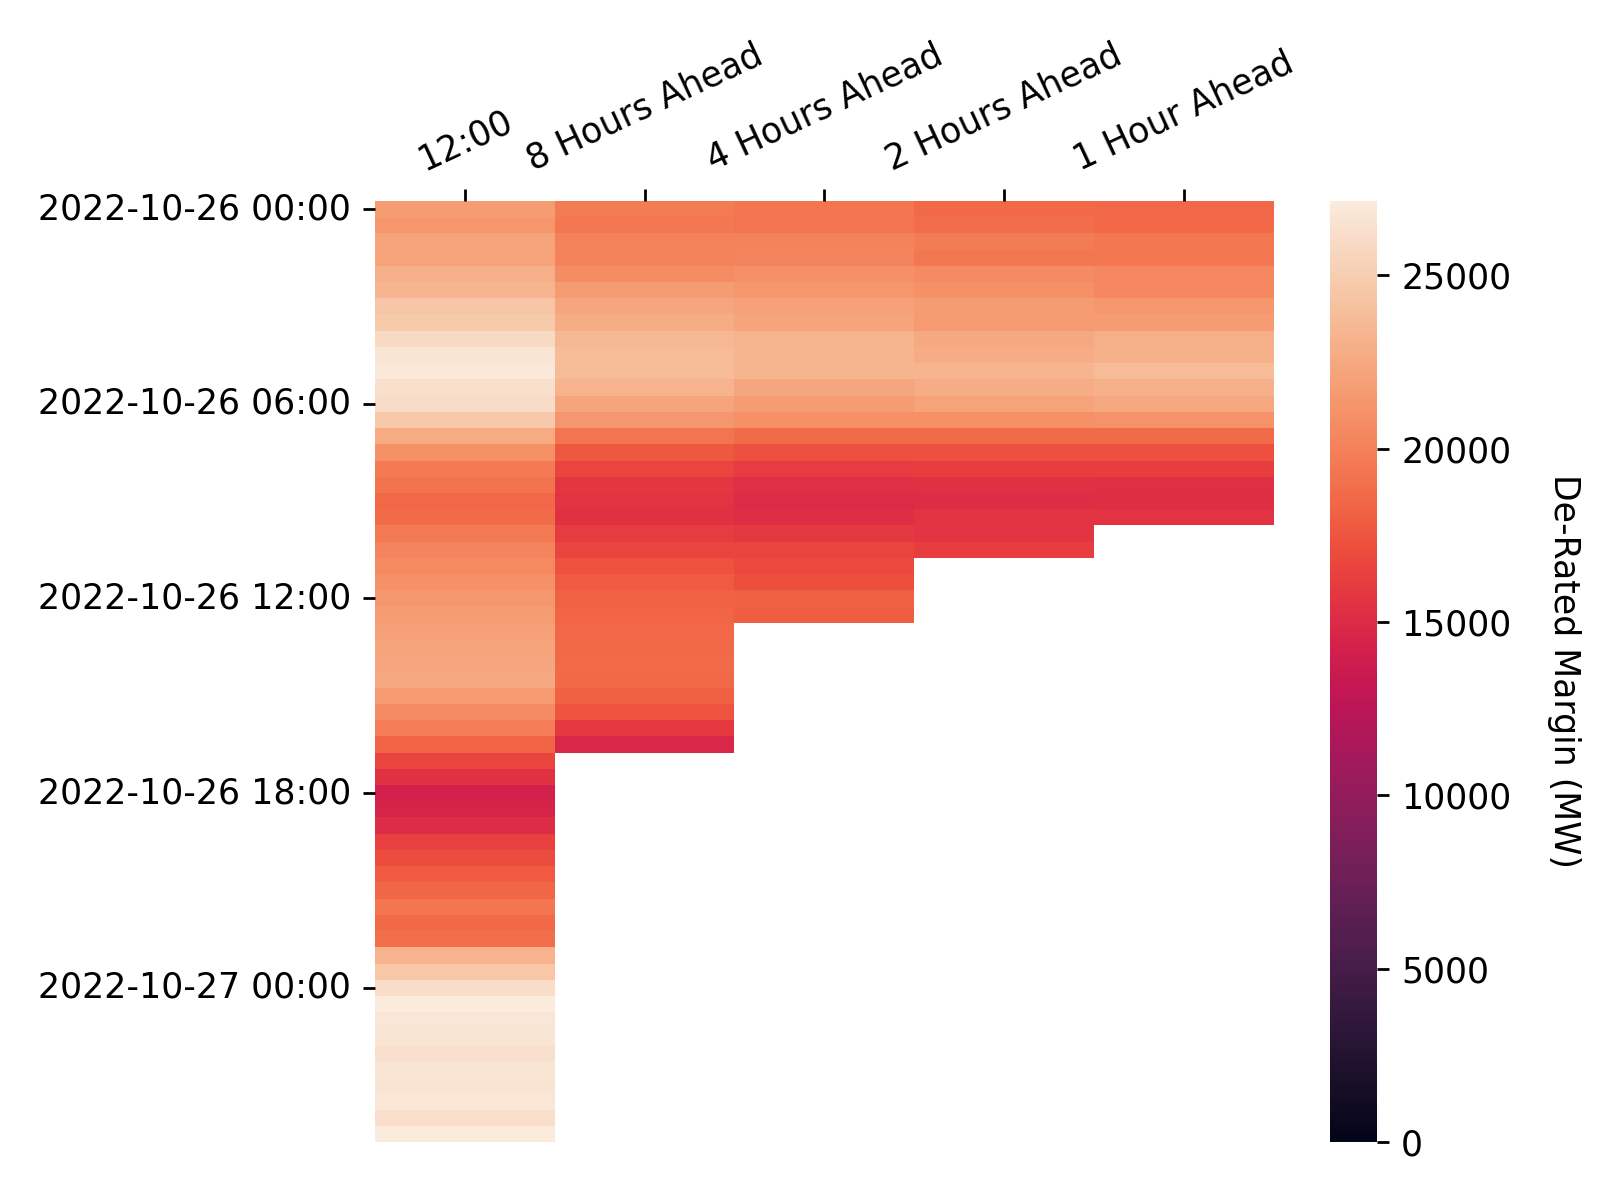 12:00
8 Hours Ahead
4 Hours Ahead
2 Hours Ahead
1 Hour Ahead
2022-10-26 00:00
2022-10-26 06:00
2022-10-26 12:00
2022-10-26 18:00
2022-10-27 00:00
25000
20000
15000
10000
5000
0
De-Rated Margin (MW)